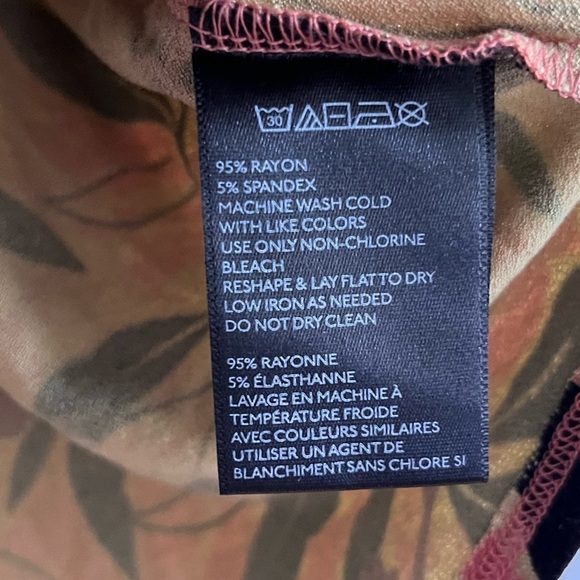 30
95% RAYON
5% SPANDEX
MACHINE WASH COLD
WITH LIKE COLORS
USE ONLY NON-CHLORINE
BLEACH
RESHAPE & LAY FLAT TO DRY
LOW IRON AS NEEDED
DO NOT DRY CLEAN
95% RAYONNE
5% ÉLASTHANNE
LAVAGE EN MACHINE À
TEMPÉRATURE FROIDE
AVEC COULEURS SIMILAIRES
UTILISER UN AGENT DE
BLANCHIMENT SANS CHLORE SI